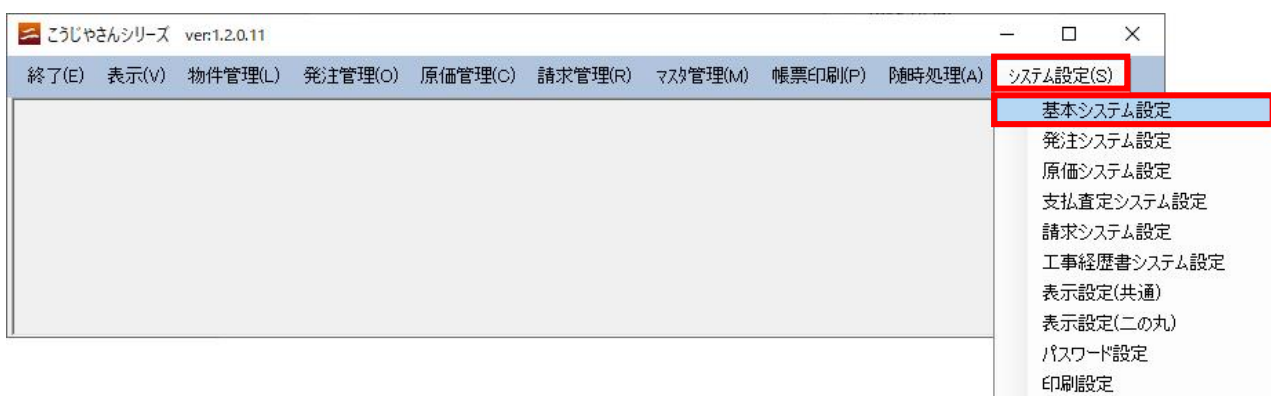 こうじやさんシリーズ ver:1.2.0.11
終了(E) 表示(V) 物件管理(L) 発注管理(O) 原価管理(C) 請求管理(R) マスタ管理(M) 帳票印刷(P) 随時処理(A) システム設定(S)
基本システム設定
発注システム設定
原価システム設定
支払査定システム設定
請求システム設定
工事経歴書システム設定
表示設定(共通)
表示設定(二の丸)
パスワード設定
印刷設定